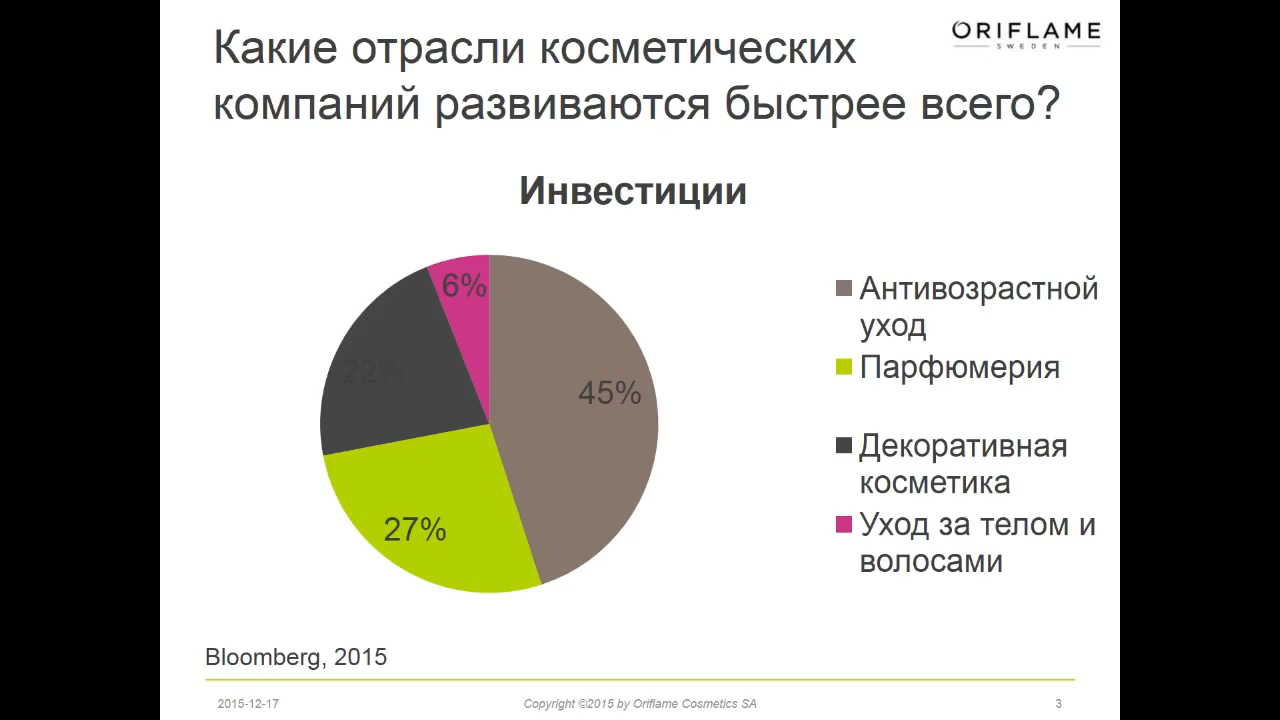 Какие отрасли косметических
компаний развиваются быстрее всего?
ORIFLAME
SWEDEN
Инвестиции
6%
22%
45%
27%
Антивозрастной
уход
Парфюмерия
Декоративная
косметика
Уход за телом и
волосами
Bloomberg, 2015
2015-12-17
Copyright ©2015 by Oriflame Cosmetics SA
3